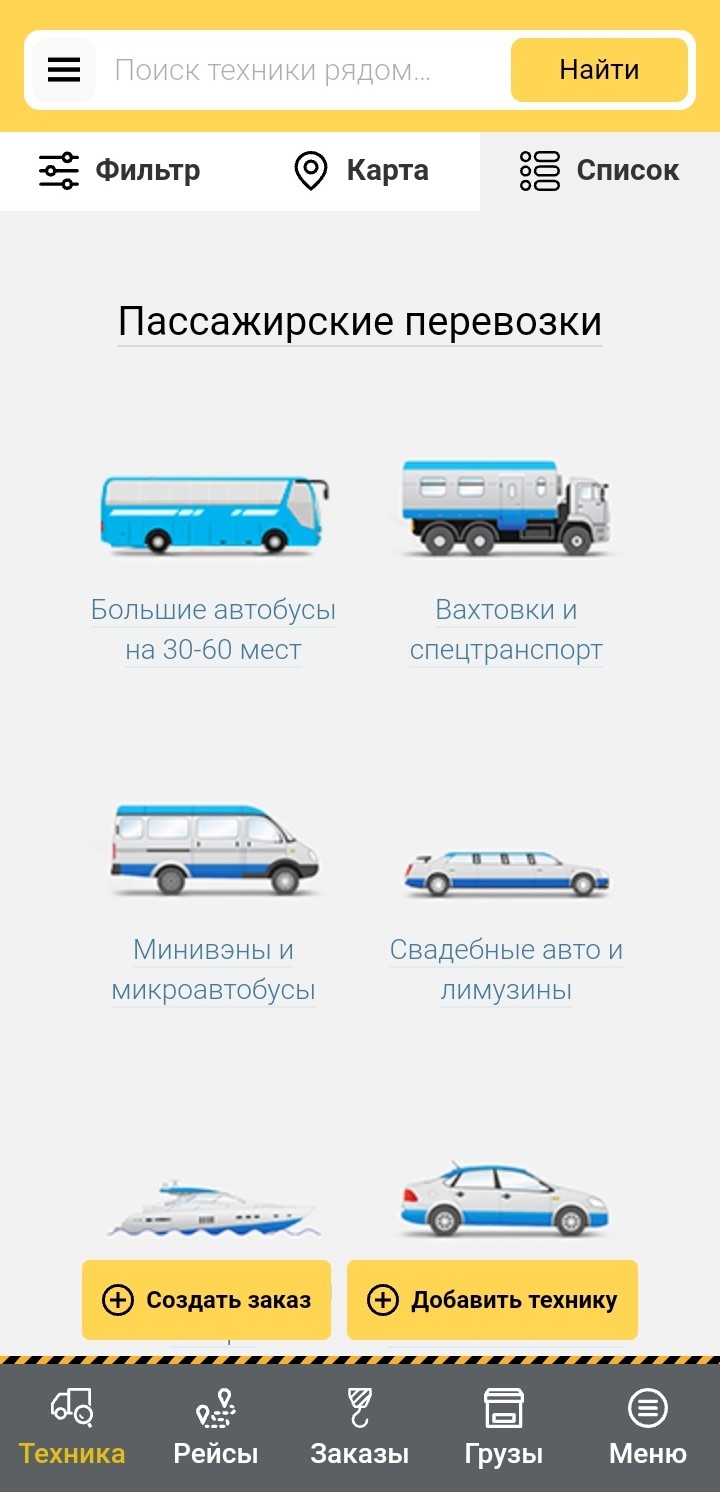 Поиск техники рядом...
Найти
Фильтр
Карта
Список
Пассажирские перевозки
Большие автобусы
на 30-60 мест
Вахтовки и
спецтранспорт
Минивэны и
микроавтобусы
Свадебные авто и
лимузины
Создать заказ
Добавить технику
Техника
Рейсы
Заказы
Грузы
Меню